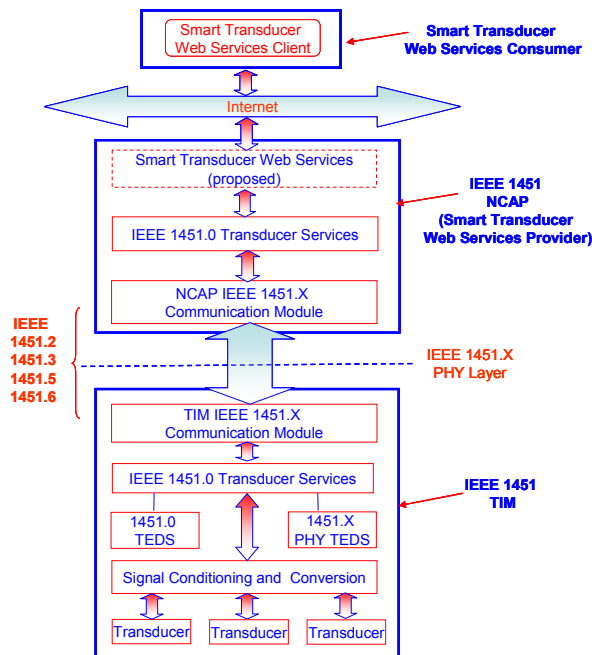 Smart Transducer
Web Services Client
Smart Transducer
Web Services Consumer
Internet
Smart Transducer Web Services
(proposed)
IEEE 1451.0 Transducer Services
NCAP IEEE 1451.X
Communication Module
IEEE 1451
NCAP
(Smart Transducer
Web Services Provider)
IEEE
1451.2
1451.3
1451.5
1451.6
IEEE 1451.X
PHY Layer
TIM IEEE 1451.X
Communication Module
IEEE 1451.0 Transducer Services
1451.0
TEDS
1451.X
PHY TEDS
IEEE 1451
TIM
Signal Conditioning and Conversion
Transducer
Transducer
Transducer